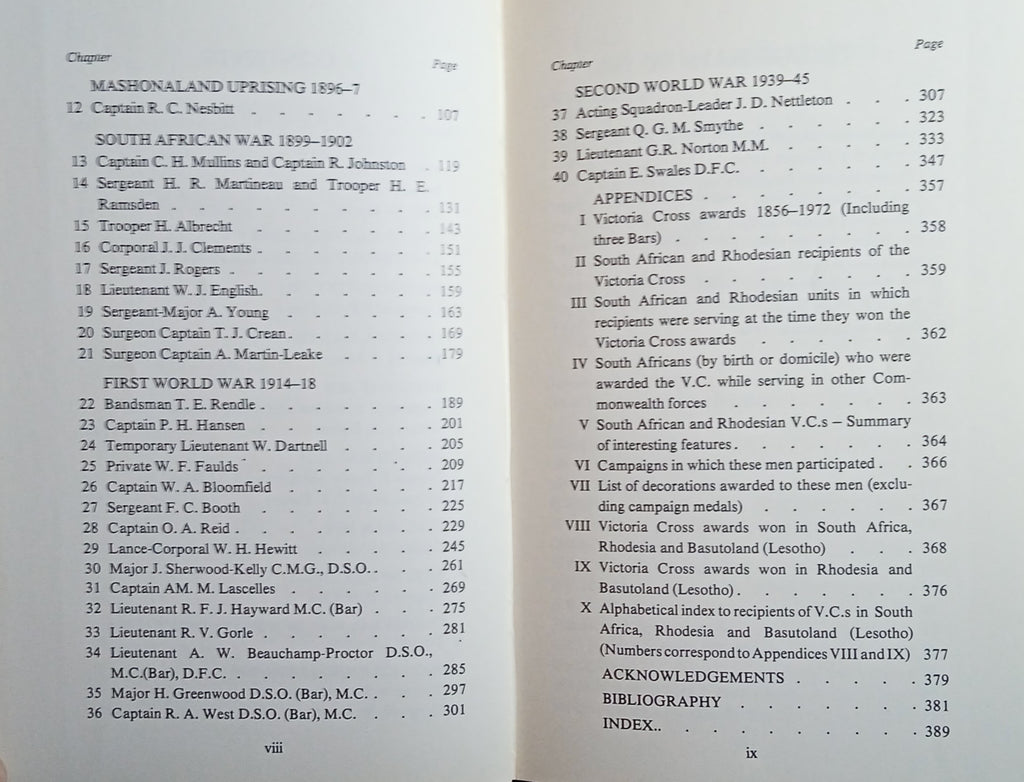 Chapter Page
MASHONALAND UPRISING 1896–7
12 Captain R. C. Nesbitt . . . . . . . 107
SOUTH AFRICAN WAR 1899–1902
13 Captain C. H. Mullins and Captain R. Johnston . 119
14 Sergeant H. R. Martineau and Trooper H. E.
Ramsden . . . . . . . . . 131
15 Trooper H. Albrecht . . . . . . . 143
16 Corporal J. J. Clements . . . . . . . 151
17 Sergeant J. Rogers . . . . . . . . 155
18 Lieutenant W. J. English. . . . . . . 159
19 Sergeant-Major A. Young . . . . . . 163
20 Surgeon Captain T. J. Crean . . . . . . 169
21 Surgeon Captain A. Martin-Leake . . . . 179
FIRST WORLD WAR 1914–18
22 Bandsman T. E. Rendle . . . . . . . 189
23 Captain P. H. Hansen . . . . . . . 201
24 Temporary Lieutenant W. Dartnell . . . . 205
25 Private W. F. Faulds . . . . . . . 209
26 Captain W. A. Bloomfield . . . . . . 217
27 Sergeant F. C. Booth . . . . . . . 225
28 Captain O. A. Reid . . . . . . . . 229
29 Lance-Corporal W. H. Hewitt . . . . . 245
30 Major J. Sherwood-Kelly C.M.G., D.S.O. . . . 261
31 Captain AM. M. Lascelles . . . . . . 269
32 Lieutenant R. F. J. Hayward M.C. (Bar) . . . 275
33 Lieutenant R. V. Gorle . . . . . . . 281
34 Lieutenant A. W. Beauchamp-Proctor D.S.O.,
M.C.(Bar), D.F.C. . . . . . . . 285
35 Major H. Greenwood D.S.O. (Bar), M.C. . . . 297
36 Captain R. A. West D.S.O. (Bar), M.C. . . . 301
viii
Chapter Page
SECOND WORLD WAR 1939–45
37 Acting Squadron-Leader J. D. Nettleton . . . 307
38 Sergeant Q. G. M. Smythe . . . . . . 323
39 Lieutenant G.R. Norton M.M. . . . . . 333
40 Captain E. Swales D.F.C. . . . . . . 347
APPENDICES . . . . . . . . 357
I Victoria Cross awards 1856–1972 (Including
three Bars) . . . . . . . . 358
II South African and Rhodesian recipients of the
Victoria Cross . . . . . . . . 359
III South African and Rhodesian units in which
recipients were serving at the time they won the
Victoria Cross awards . . . . . . 362
IV South Africans (by birth or domicile) who were
awarded the V.C. while serving in other Com-
monwealth forces . . . . . . . 363
V South African and Rhodesian V.C.s – Summary
of interesting features . . . . . . . 364
VI Campaigns in which these men participated . . 366
VII List of decorations awarded to these men (exclu-
ding campaign medals) . . . . . . 367
VIII Victoria Cross awards won in South Africa,
Rhodesia and Basutoland (Lesotho) . . . 368
IX Victoria Cross awards won in Rhodesia and
Basutoland (Lesotho) . . . . . . . 376
X Alphabetical index to recipients of V.C.s in South
Africa, Rhodesia and Basutoland (Lesotho)
(Numbers correspond to Appendices VIII and IX) 377
ACKNOWLEDGEMENTS . . . . . 379
BIBLIOGRAPHY . . . . . . . 381
INDEX.. . . . . . . . . 389
ix